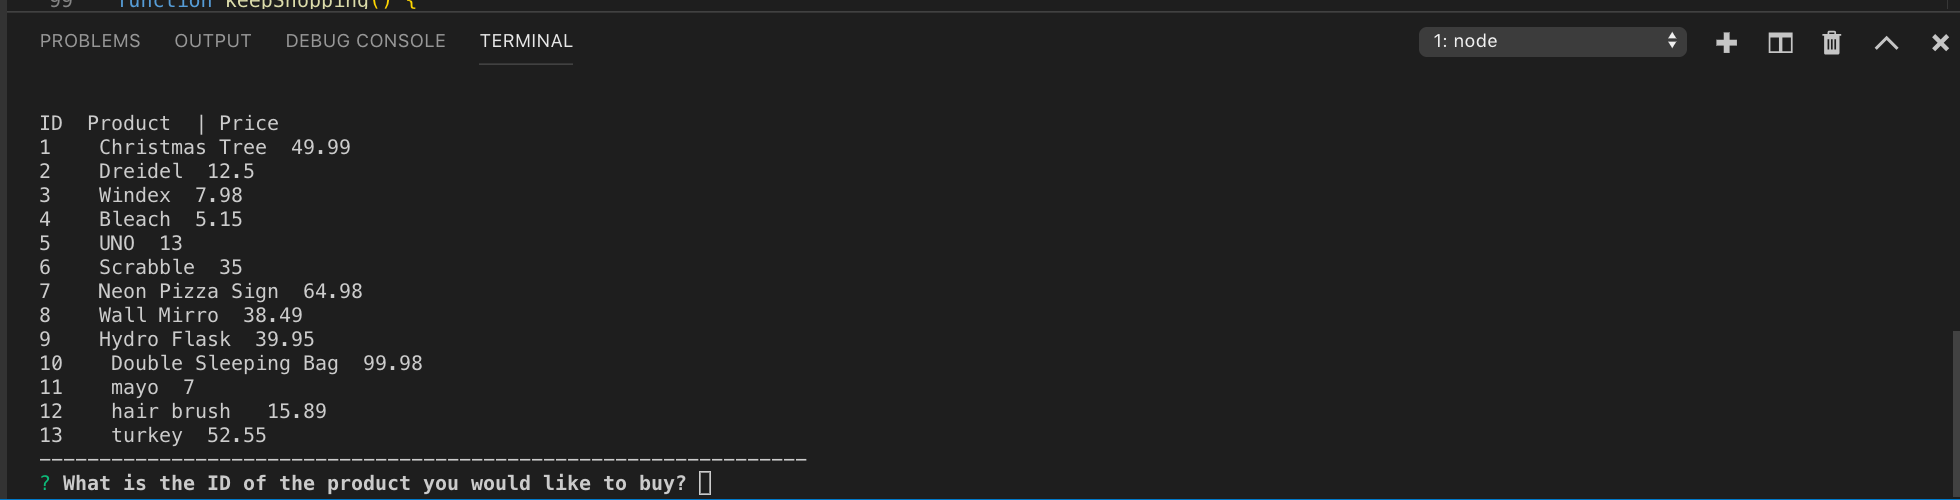 99 function keepShopping() {
PROBLEMS OUTPUT DEBUG CONSOLE TERMINAL 1: node
ID  Product  | Price
1    Christmas Tree  49.99
2    Dreidel  12.5
3    Windex  7.98
4    Bleach  5.15
5    UNO  13
6    Scrabble  35
7    Neon Pizza Sign  64.98
8    Wall Mirro  38.49
9    Hydro Flask  39.95
10    Double Sleeping Bag  99.98
11    mayo  7
12    hair brush   15.89
13    turkey  52.55
----------------------------------------------------------------
? What is the ID of the product you would like to buy?